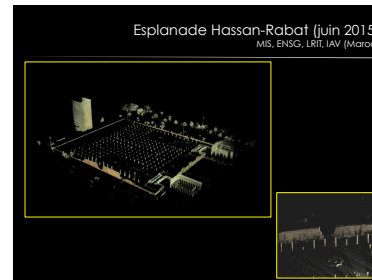 Esplanade Hassan-Rabat (juin 2015
MIS, ENSG, LRIT, IAV (Maroc